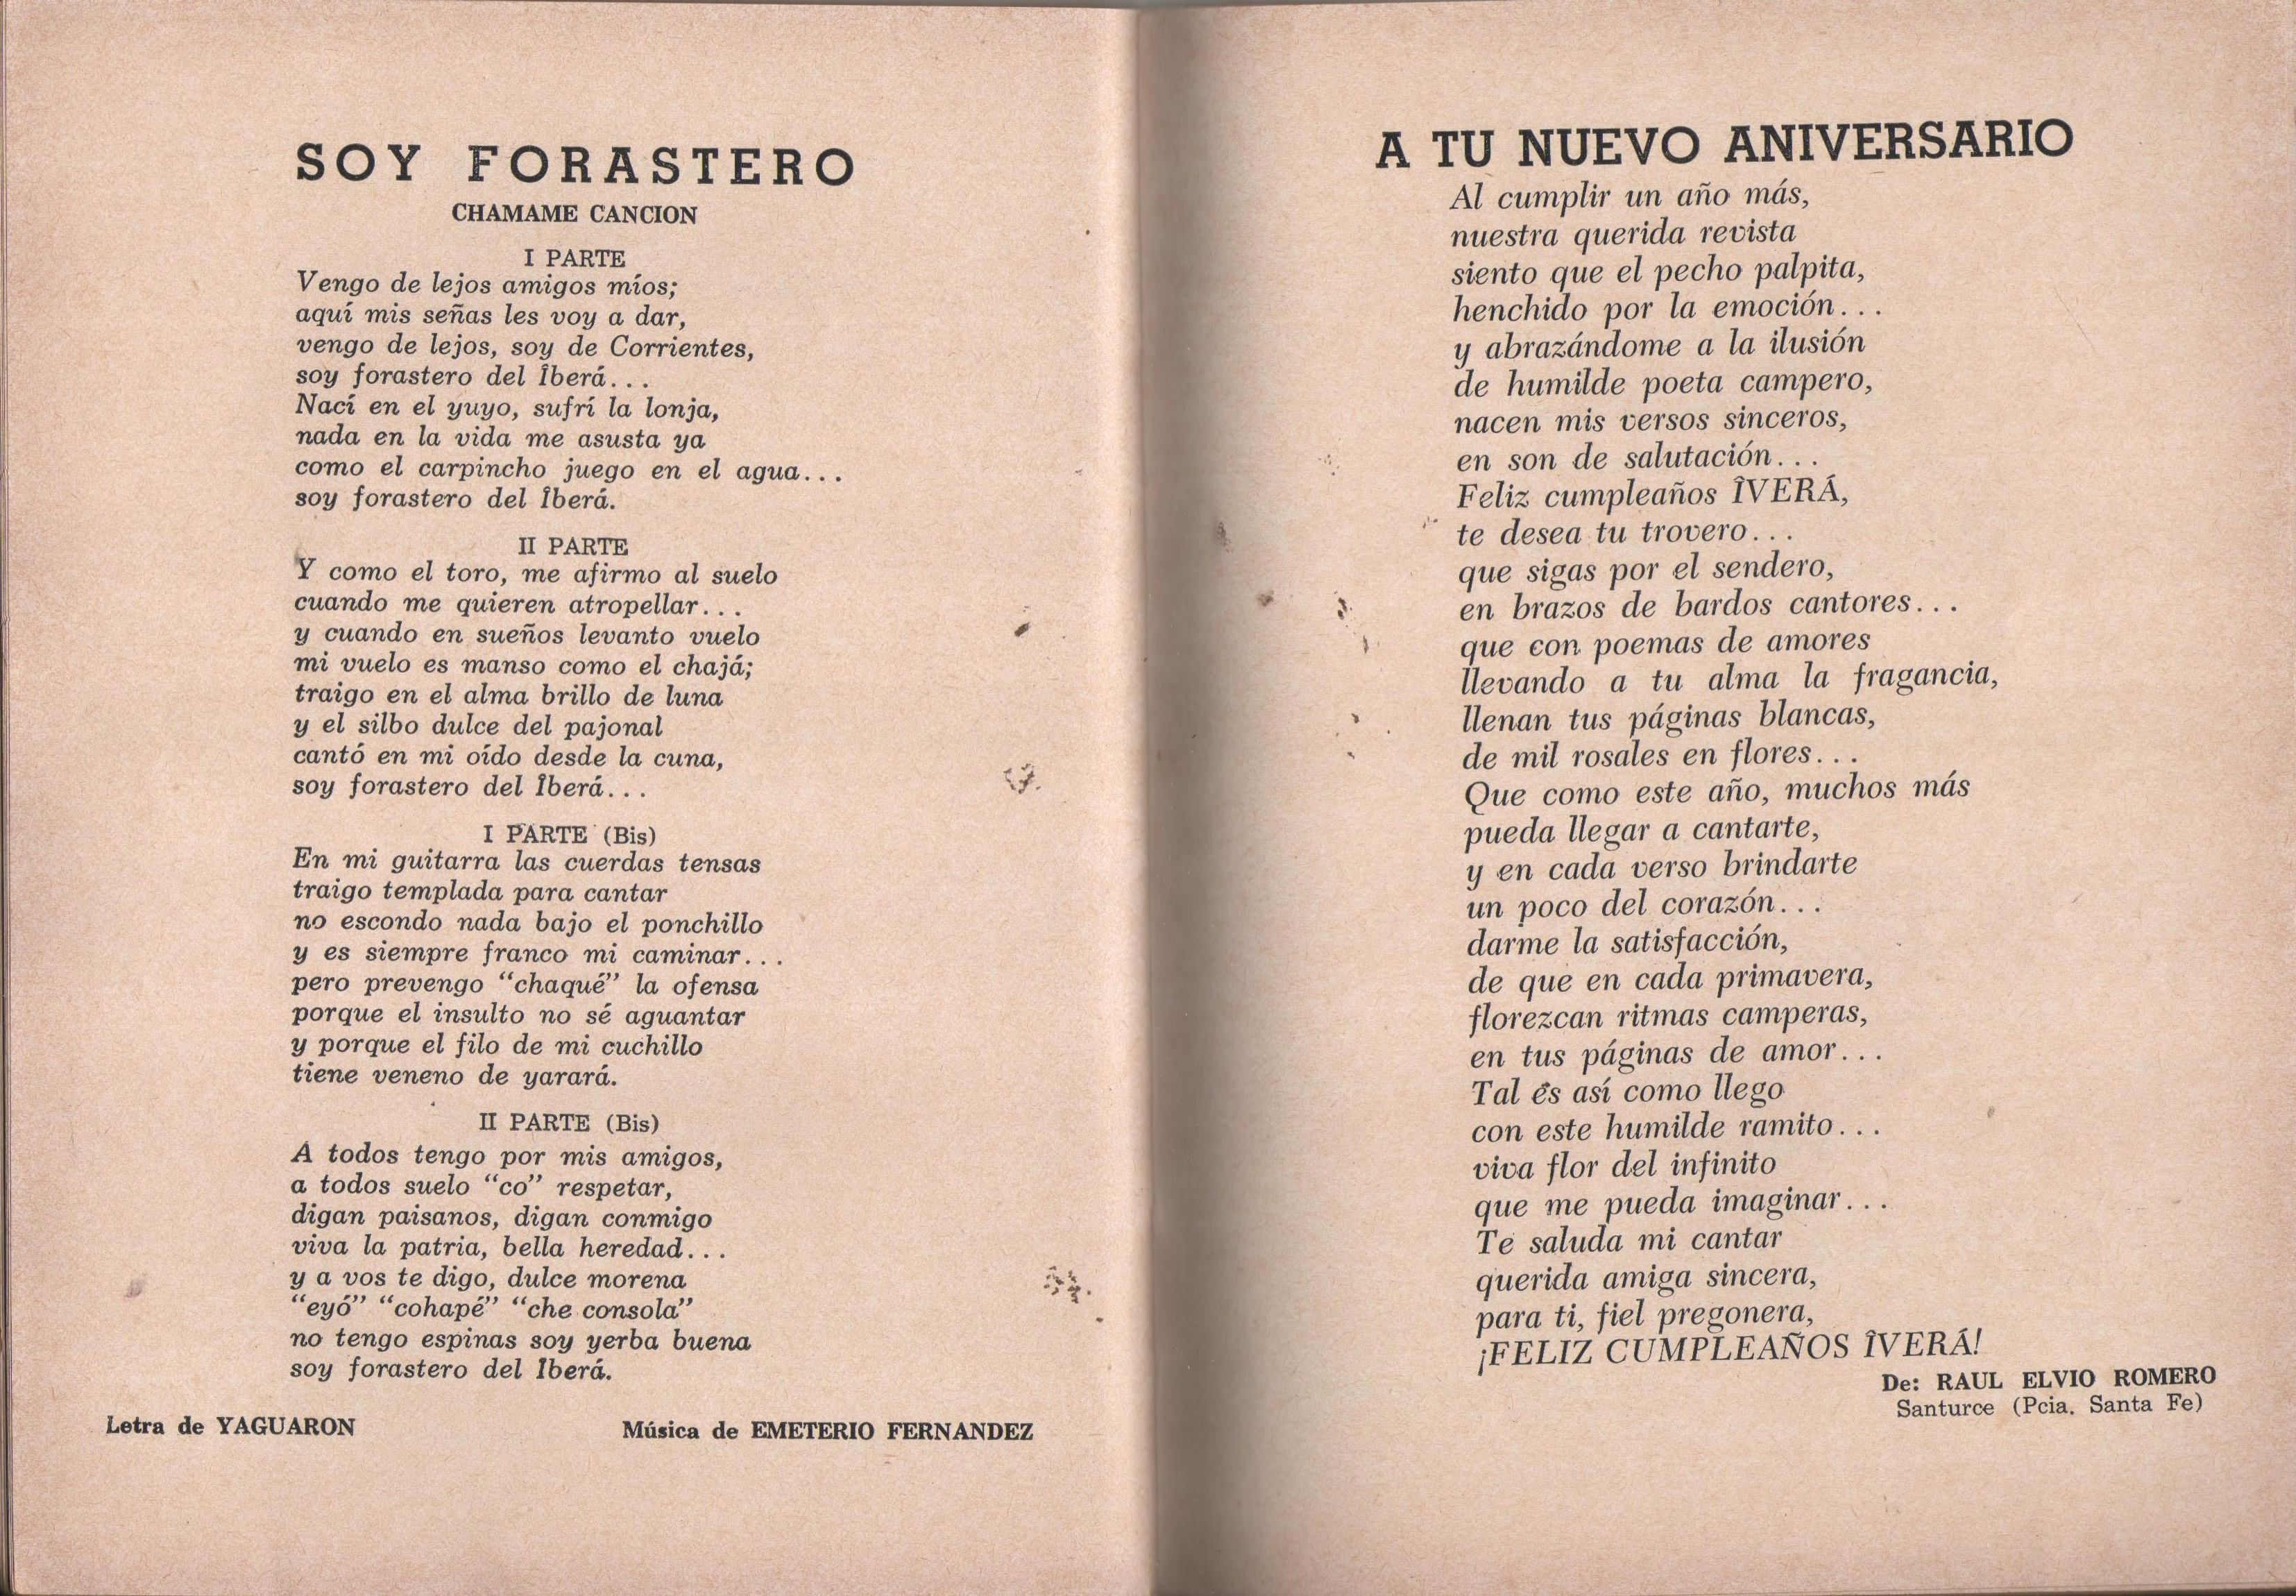 SOY FORASTERO
CHAMAME CANCION
I PARTE
Vengo de lejos amigos míos;
aquí mis señas les voy a dar,
vengo de lejos, soy de Corrientes,
soy forastero del Îberá...
Nací en el yuyo, sufrí la lonja,
nada en la vida me asusta ya
como el carpincho juego en el agua...
soy forastero del Îberá.
II PARTE
Y como el toro, me afirmo al suelo
cuando me quieren atropellar...
y cuando en sueños levanto vuelo
mi vuelo es manso como el chajá;
traigo en el alma brillo de luna
y el silbo dulce del pajonal
cantó en mi oído desde la cuna,
soy forastero del Îberá...
I PARTE (Bis)
En mi guitarra las cuerdas tensas
traigo templada para cantar
no escondo nada bajo el ponchillo
y es siempre franco mi caminar...
pero prevengo “chaqué” la ofensa
porque el insulto no sé aguantar
y porque el filo de mi cuchillo
tiene veneno de yarará.
II PARTE (Bis)
A todos tengo por mis amigos,
a todos suelo “co” respetar,
digan paisanos, digan conmigo
viva la patria, bella heredad...
y a vos te digo, dulce morena
“eyó” “cohapé” “che consola”
no tengo espinas soy yerba buena
soy forastero del Iberá.
Letra de YAGUARON Música de EMETERIO FERNANDEZ
A TU NUEVO ANIVERSARIO
Al cumplir un año más,
nuestra querida revista
siento que el pecho palpita,
henchido por la emoción...
y abrazándome a la ilusión
de humilde poeta campero,
nacen mis versos sinceros,
en son de salutación...
Feliz cumpleaños ÎVERÁ,
te desea tu trovero...
que sigas por el sendero,
en brazos de bardos cantores...
que con poemas de amores
llevando a tu alma la fragancia,
llenan tus páginas blancas,
de mil rosales en flores...
Que como este año, muchos más
pueda llegar a cantarte,
y en cada verso brindarte
un poco del corazón...
darme la satisfacción,
de que en cada primavera,
florezcan ritmas camperas,
en tus páginas de amor...
Tal és así como llego
con este humilde ramito...
viva flor del infinito
que me pueda imaginar...
Te saluda mi cantar
querida amiga sincera,
para ti, fiel pregonera,
¡FELIZ CUMPLEAÑOS ÎVERÁ!
De: RAUL ELVIO ROMERO
Santurce (Pcia. Santa Fe)